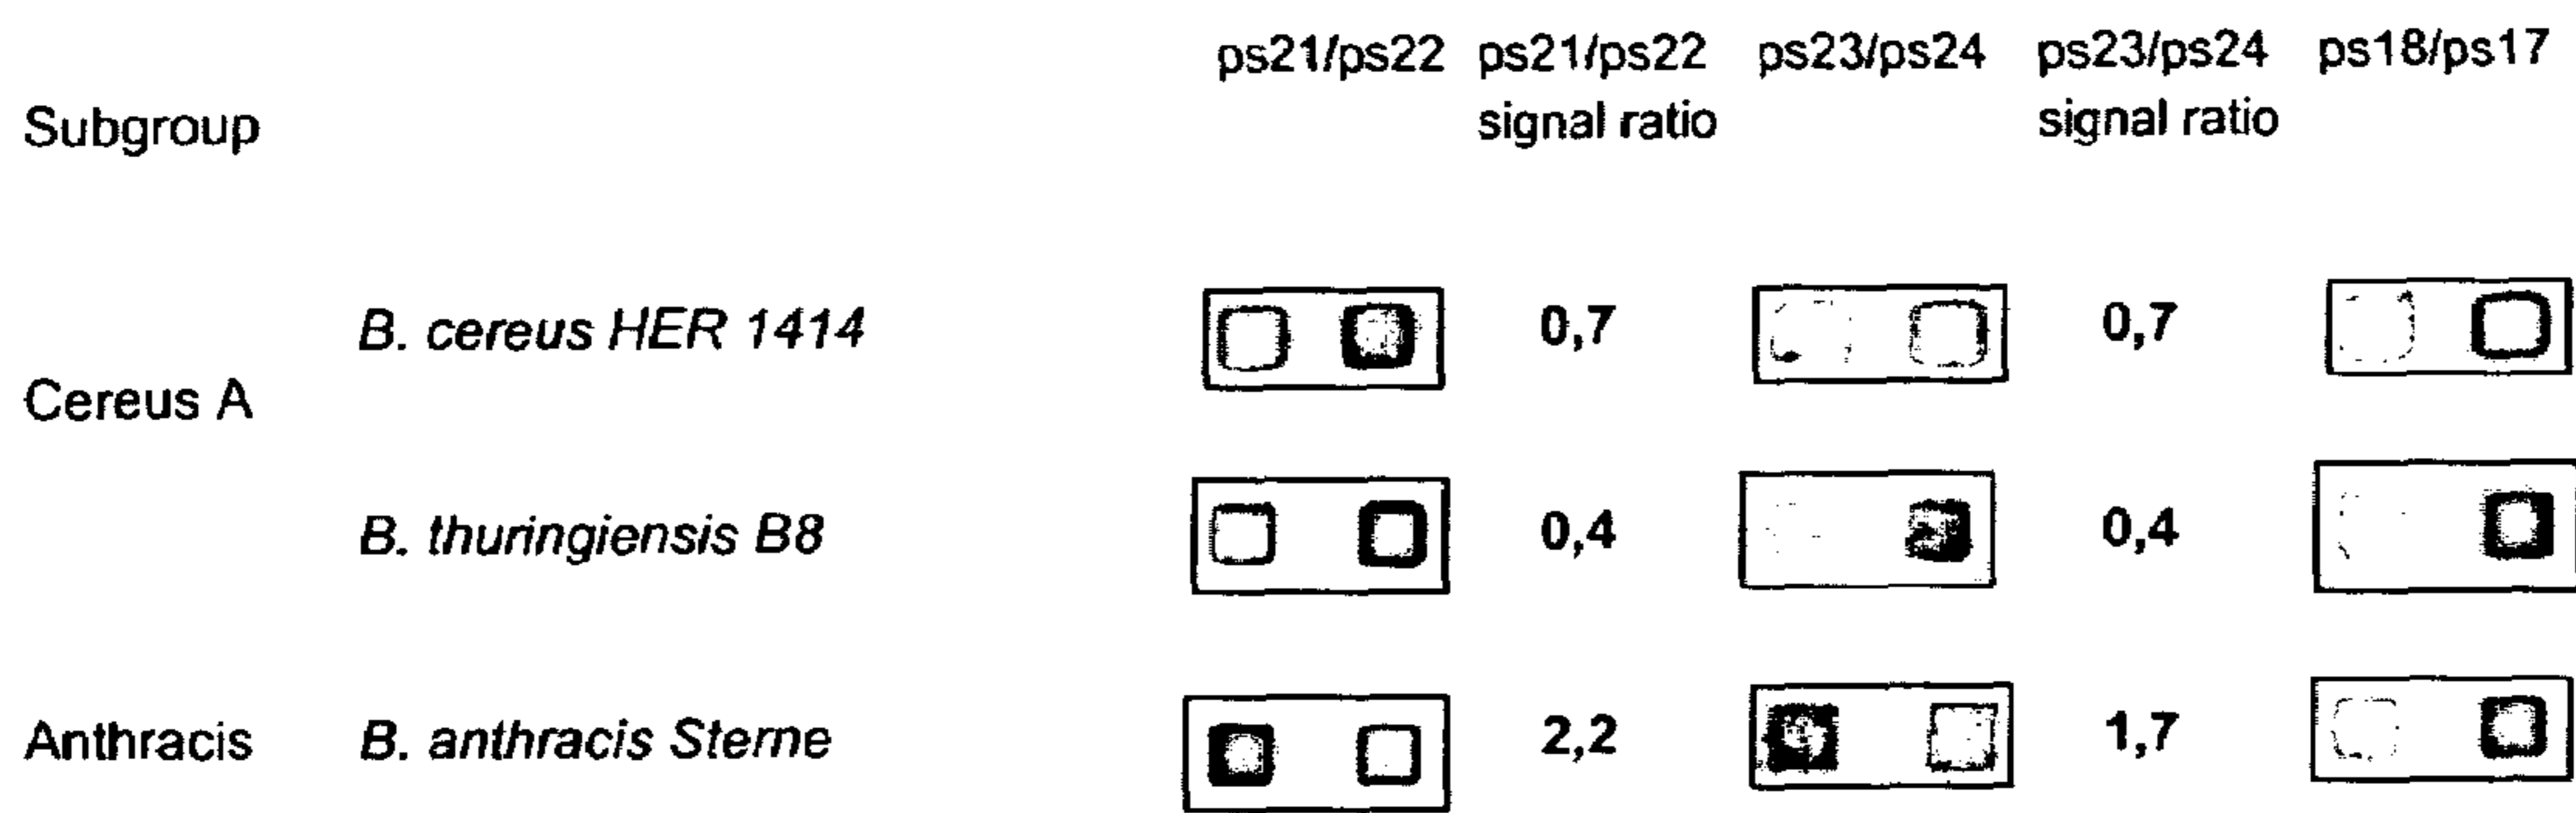 ps21/ps22 ps21/ps22 ps23/ps24 ps23/ps24 ps18/ps17
signal ratio signal ratio
Subgroup
B. cereus HER 1414 0,7 0,7
Cereus A
B. thuringiensis B8 0,4 0,4
Anthracis B. anthracis Sterne 2,2 1,7